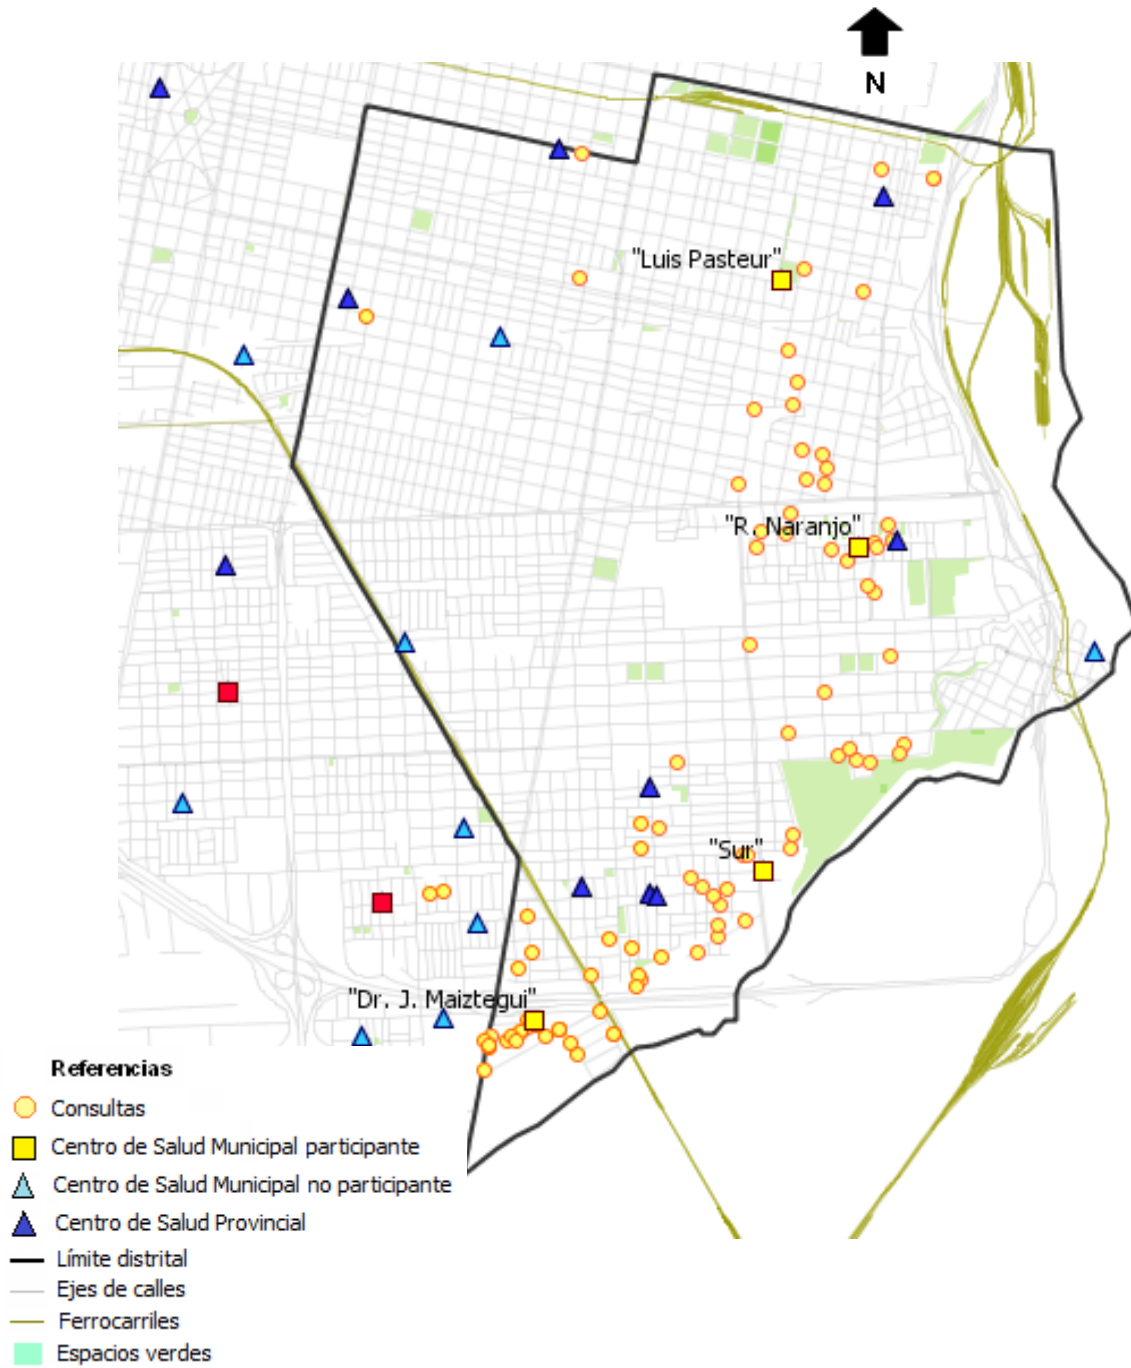 N
"Luis Pasteur"
"R. Naranjo"
"Sur"
"Dr. J. Maiztegui"
Referencias
Consultas
Centro de Salud Municipal participante
Centro de Salud Municipal no participante
Centro de Salud Provincial
Límite distrital
Ejes de calles
Ferrocarriles
Espacios verdes